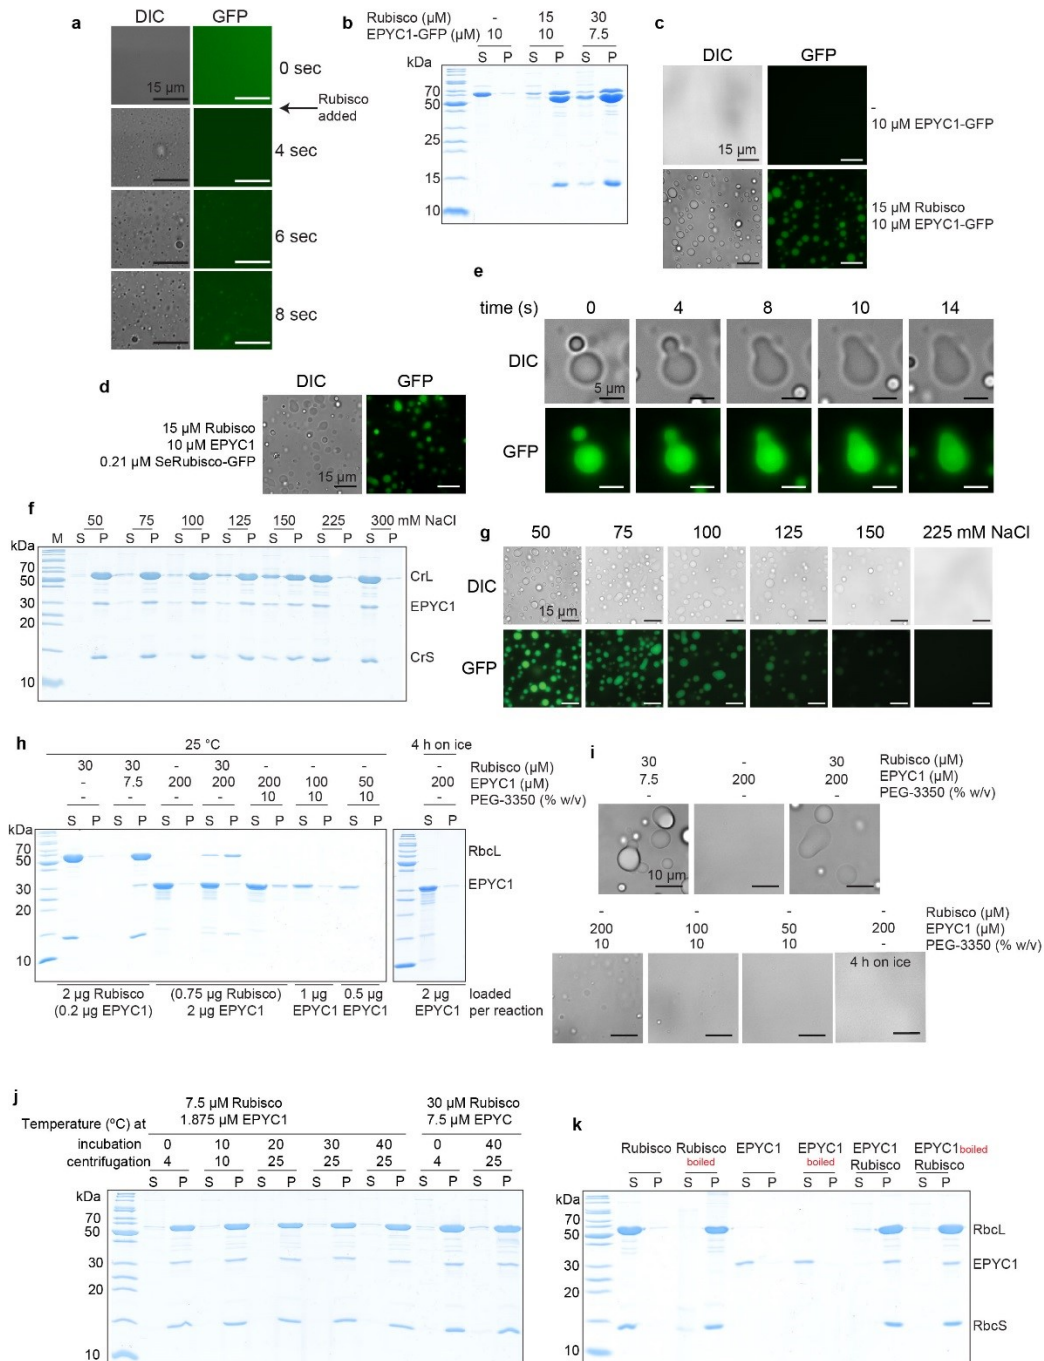 a
DIC GFP
0 sec
15 µm
Rubisco
added
4 sec
6 sec
8 sec
b
Rubisco (µM) - 15 30
EPYC1-GFP (µM) 10 10 7.5
S P S P S P
kDa
70
50
25
15
10
c
DIC GFP
-
10 µM EPYC1-GFP
15 µm
15 µM Rubisco
10 µM EPYC1-GFP
d
DIC GFP
15 µM Rubisco
10 µM EPYC1
0.21 µM SeRubisco-GFP
15 µm
e
time (s) 0 4 8 10 14
DIC
5 µm
GFP
f
50 75 100 125 150 225 300 mM NaCl
M S P S P S P S P S P S P S P
kDa
70
50
30
20
10
CrL
EPYC1
CrS
g
50 75 100 125 150 225 mM NaCl
DIC
15 µm
GFP
h
25 °C 4 h on ice
30 30 - 30 - - - - Rubisco (µM)
- 7.5 200 200 200 100 50 200 EPYC1 (µM)
- - - - 10 10 10 - PEG-3350 (% w/v)
S P S P S P S P S P S P S P S P
kDa
70
50
30
20
10
RbcL
EPYC1
2 µg Rubisco (0.75 µg Rubisco) 1 µg 0.5 µg 2 µg loaded
(0.2 µg EPYC1) 2 µg EPYC1 EPYC1 EPYC1 EPYC1 per reaction
i
Rubisco (µM) 30 - 30
EPYC1 (µM) 7.5 200 200
PEG-3350 (% w/v) - - -
10 µm
- - - - Rubisco (µM)
200 100 50 200 EPYC1 (µM)
10 10 10 - PEG-3350 (% w/v)
4 h on ice
j
7.5 µM Rubisco 30 µM Rubisco
1.875 µM EPYC1 7.5 µM EPYC
Temperature (ºC) at
incubation 0 10 20 30 40 0 40
centrifugation 4 10 25 25 25 4 25
S P S P S P S P S P S P S P
kDa
70
50
30
20
10
k
Rubisco Rubisco EPYC1 EPYC1 EPYC1 EPYC1 boiled
boiled boiled Rubisco Rubisco
S P S P S P S P S P S P
kDa
70
50
30
20
10
RbcL
EPYC1
RbcS